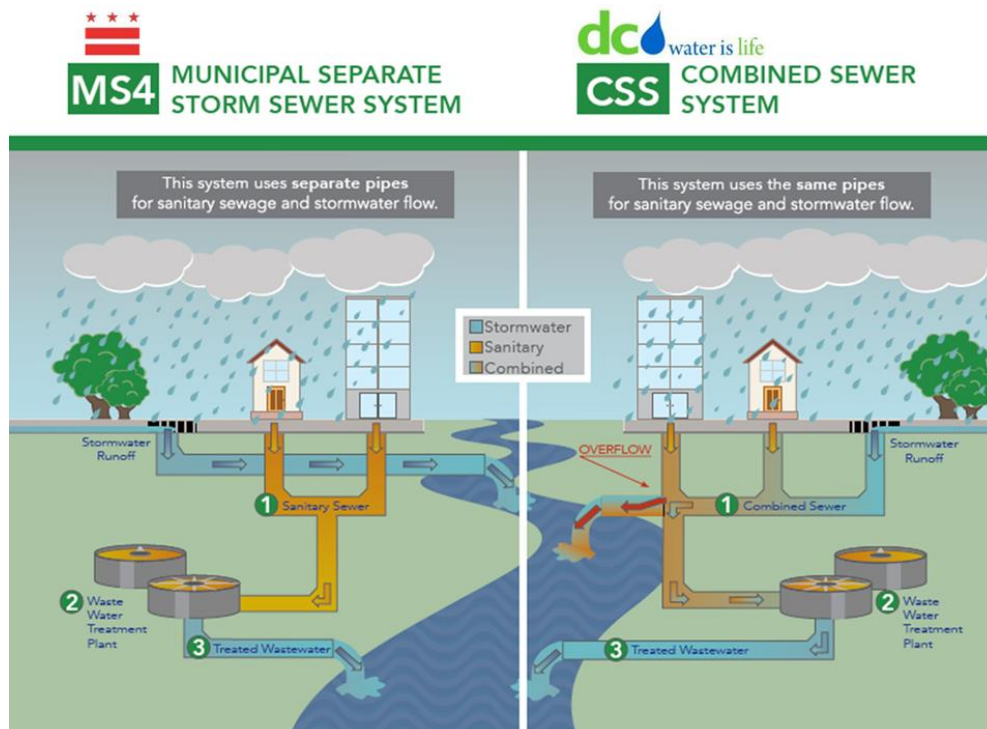 MS4
MUNICIPAL SEPARATE
STORM SEWER SYSTEM
dc water is life
CSS
COMBINED SEWER
SYSTEM
This system uses separate pipes
for sanitary sewage and stormwater flow.
This system uses the same pipes
for sanitary sewage and stormwater flow.
Stormwater
Sanitary
Combined
Stormwater
Runoff
1 Sanitary Sewer
2 Waste
Water
Treatment
Plant
3 Treated Wastewater
OVERFLOW
Stormwater
Runoff
1 Combined Sewer
2 Waste
Water
Treatment
Plant
3 Treated Wastewater